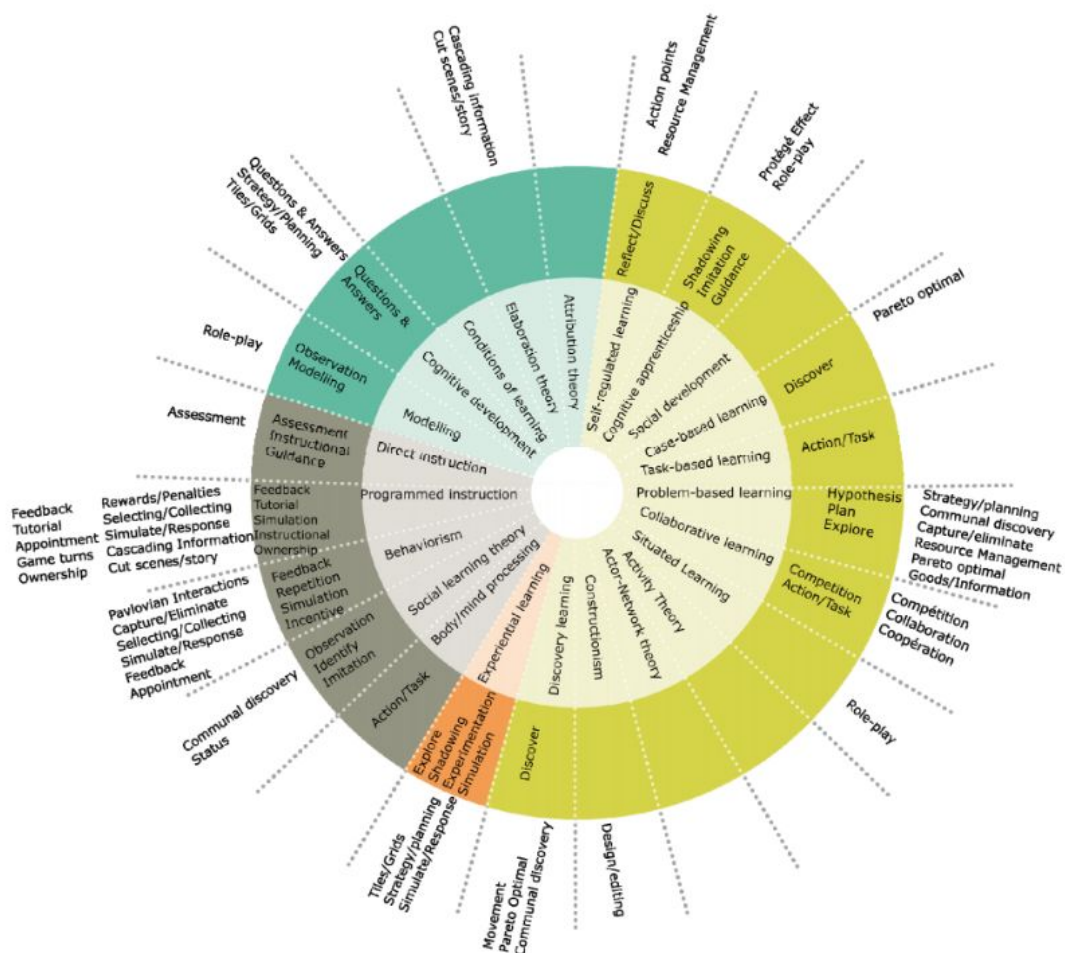 Cascading information
Cut scenes/story
Action points
Resource Management
Protégé Effect
Role-play
Questions & Answers
Strategy/Planning
Tiles/Grids
Pareto optimal
Role-play
Assessment
Feedback
Tutorial
Appointment
Game turns
Ownership
Rewards/Penalties
Selecting/Collecting
Simulate/Response
Cascading Information
Cut scenes/story
Pavlovian Interactions
Capture/Eliminate
Sellecting/Collecting
Simulate/Response
Feedback
Appointment
Communal discovery
Status
Tiles/Grids
Strategy/planning
Simulate/Response
Movement
Pareto Optimal
Communal discovery
Design/editing
Role-play
Compétition
Collaboration
Coopération
Strategy/planning
Communal discovery
Capture/eliminate
Resource Management
Pareto optimal
Goods/Information
Reflect/Discuss
Shadowing
Imitation
Guidance
Discover
Action/Task
Hypothesis
Plan
Explore
Competition
Action/Task
Discover
Explore
Shadowing
Experimentation
Simulation
Action/Task
Observation
Identify
Imitation
Feedback
Repetition
Simulation
Incentive
Feedback
Tutorial
Simulation
Instructional
Ownership
Assessment
Instructional
Guidance
Observation
Modelling
Questions &
Answers
Attribution theory
Elaboration theory
Conditions of learning
Cognitive development
Modelling
Direct instruction
Programmed instruction
Behaviorism
Social learning theory
Body/mind processing
Experiential learning
Discovery learning
Constructionism
Actor-Network theory
Activity Theory
Situated Learning
Collaborative learning
Problem-based learning
Task-based learning
Case-based learning
Social development
Cognitive apprenticeship
Self-regulated learning